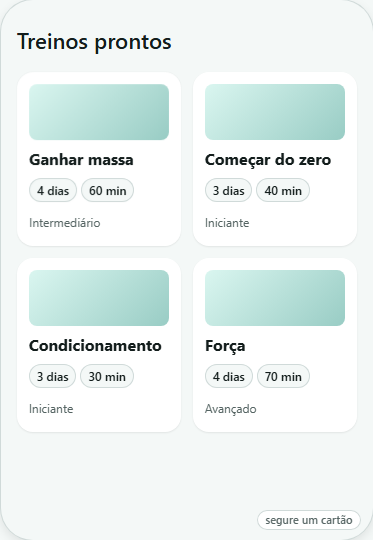 Treinos prontos
Ganhar massa
4 dias 60 min
Intermediário
Começar do zero
3 dias 40 min
Iniciante
Condicionamento
3 dias 30 min
Iniciante
Força
4 dias 70 min
Avançado
segure um cartão